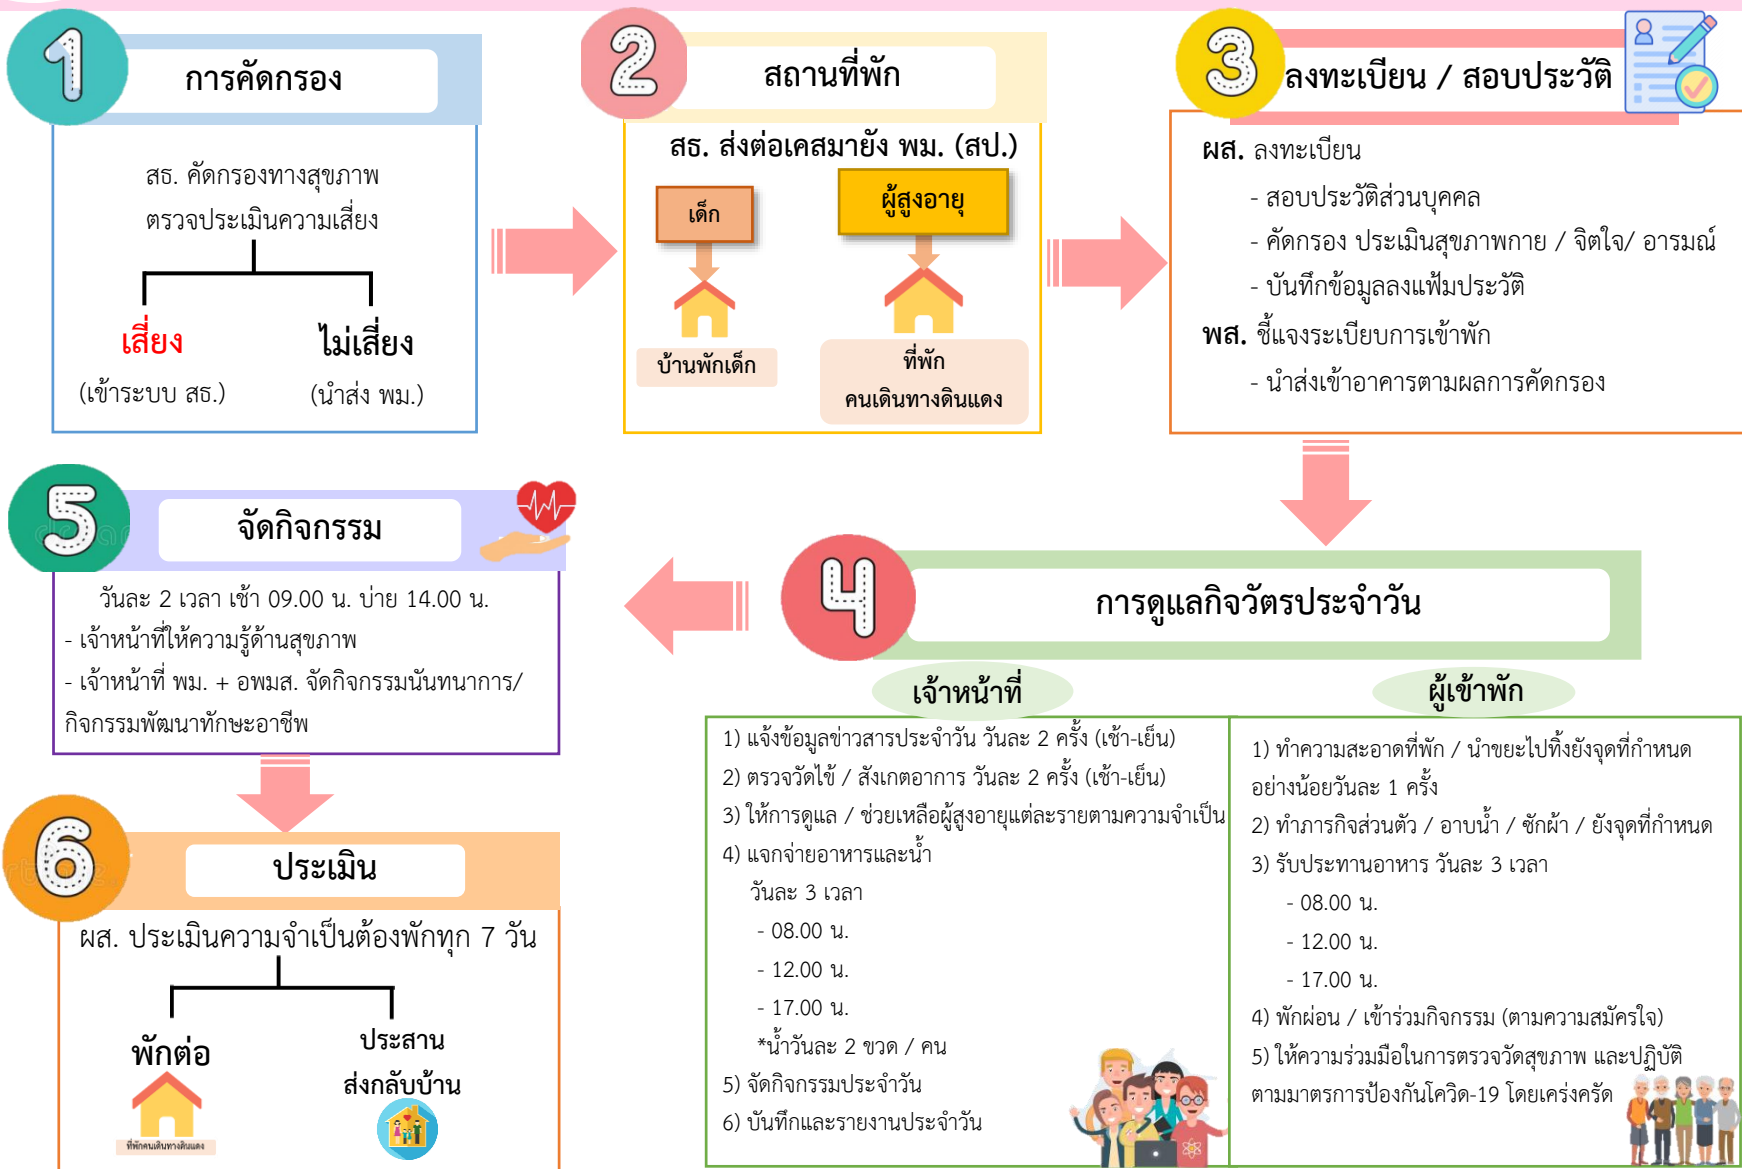 1
การคัดกรอง
สธ. คัดกรองทางสุขภาพ
ตรวจประเมินความเสี่ยง
เสี่ยง
(เข้าระบบ สธ.)
ไม่เสี่ยง
(นำส่ง พม.)
2
สถานที่พัก
สธ. ส่งต่อเคสมายัง พม. (สป.)
เด็ก
บ้านพักเด็ก
ผู้สูงอายุ
ที่พัก
คนเดินทางดินแดง
3
ลงทะเบียน / สอบประวัติ
ผส. ลงทะเบียน
- สอบประวัติส่วนบุคคล
- คัดกรอง ประเมินสุขภาพกาย / จิตใจ/ อารมณ์
- บันทึกข้อมูลลงแฟ้มประวัติ
พส. ชี้แจงระเบียบการเข้าพัก
- นำส่งเข้าอาคารตามผลการคัดกรอง
4
การดูแลกิจวัตรประจำวัน
เจ้าหน้าที่
1) แจ้งข้อมูลข่าวสารประจำวัน วันละ 2 ครั้ง (เช้า-เย็น)
2) ตรวจวัดไข้ / สังเกตอาการ วันละ 2 ครั้ง (เช้า-เย็น)
3) ให้การดูแล / ช่วยเหลือผู้สูงอายุแต่ละรายตามความจำเป็น
4) แจกจ่ายอาหารและน้ำ
วันละ 3 เวลา
- 08.00 น.
- 12.00 น.
- 17.00 น.
*น้ำวันละ 2 ขวด / คน
5) จัดกิจกรรมประจำวัน
6) บันทึกและรายงานประจำวัน
ผู้เข้าพัก
1) ทำความสะอาดที่พัก / นำขยะไปทิ้งยังจุดที่กำหนด
อย่างน้อยวันละ 1 ครั้ง
2) ทำภารกิจส่วนตัว / อาบน้ำ / ซักผ้า / ยังจุดที่กำหนด
3) รับประทานอาหาร วันละ 3 เวลา
- 08.00 น.
- 12.00 น.
- 17.00 น.
4) พักผ่อน / เข้าร่วมกิจกรรม (ตามความสมัครใจ)
5) ให้ความร่วมมือในการตรวจวัดสุขภาพ และปฏิบัติ
ตามมาตรการป้องกันโควิด-19 โดยเคร่งครัด
5
จัดกิจกรรม
วันละ 2 เวลา เช้า 09.00 น. บ่าย 14.00 น.
- เจ้าหน้าที่ให้ความรู้ด้านสุขภาพ
- เจ้าหน้าที่ พม. + อพมส. จัดกิจกรรมนันทนาการ/
กิจกรรมพัฒนาทักษะอาชีพ
6
ประเมิน
ผส. ประเมินความจำเป็นต้องพักทุก 7 วัน
พักต่อ
ที่พักคนเดินทางดินแดง
ประสาน
ส่งกลับบ้าน